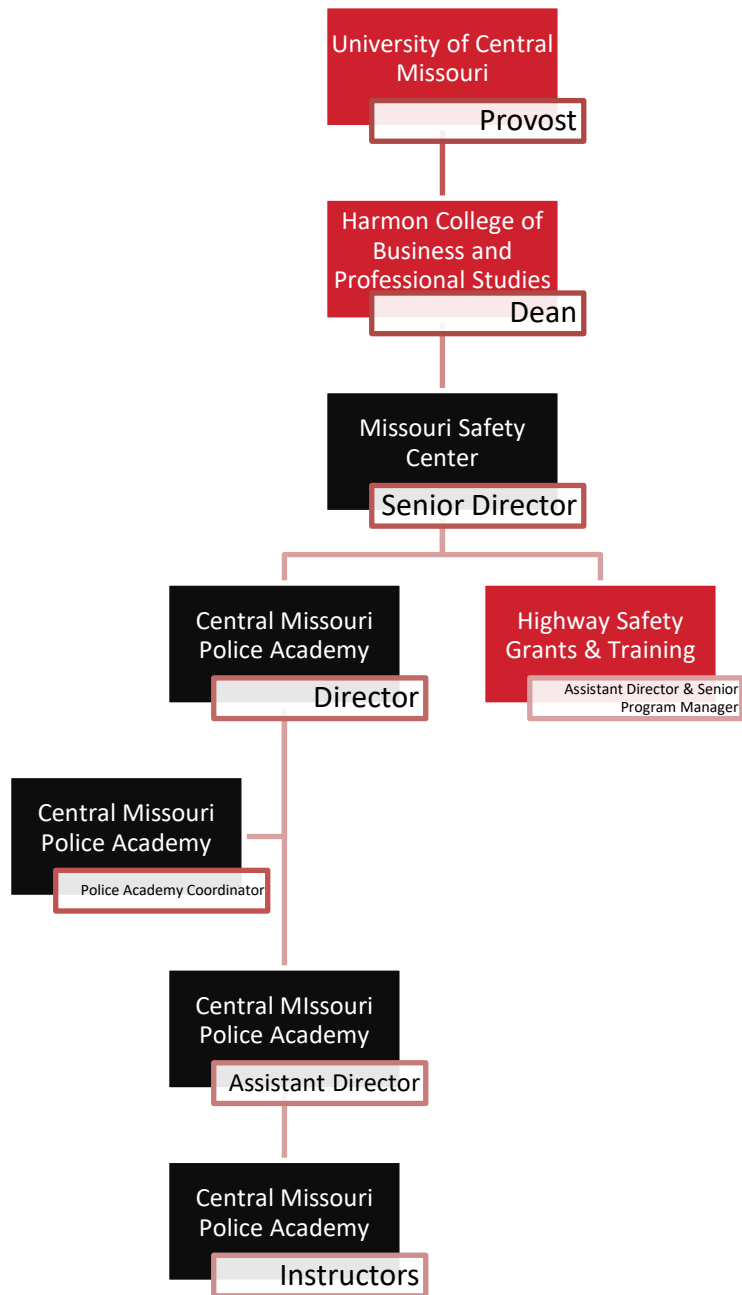 University of Central
Missouri
Provost
Harmon College of
Business and
Professional Studies
Dean
Missouri Safety
Center
Senior Director
Central Missouri
Police Academy
Director
Highway Safety
Grants & Training
Assistant Director & Senior
Program Manager
Central Missouri
Police Academy
Police Academy Coordinator
Central MIssouri
Police Academy
Assistant Director
Central Missouri
Police Academy
Instructors